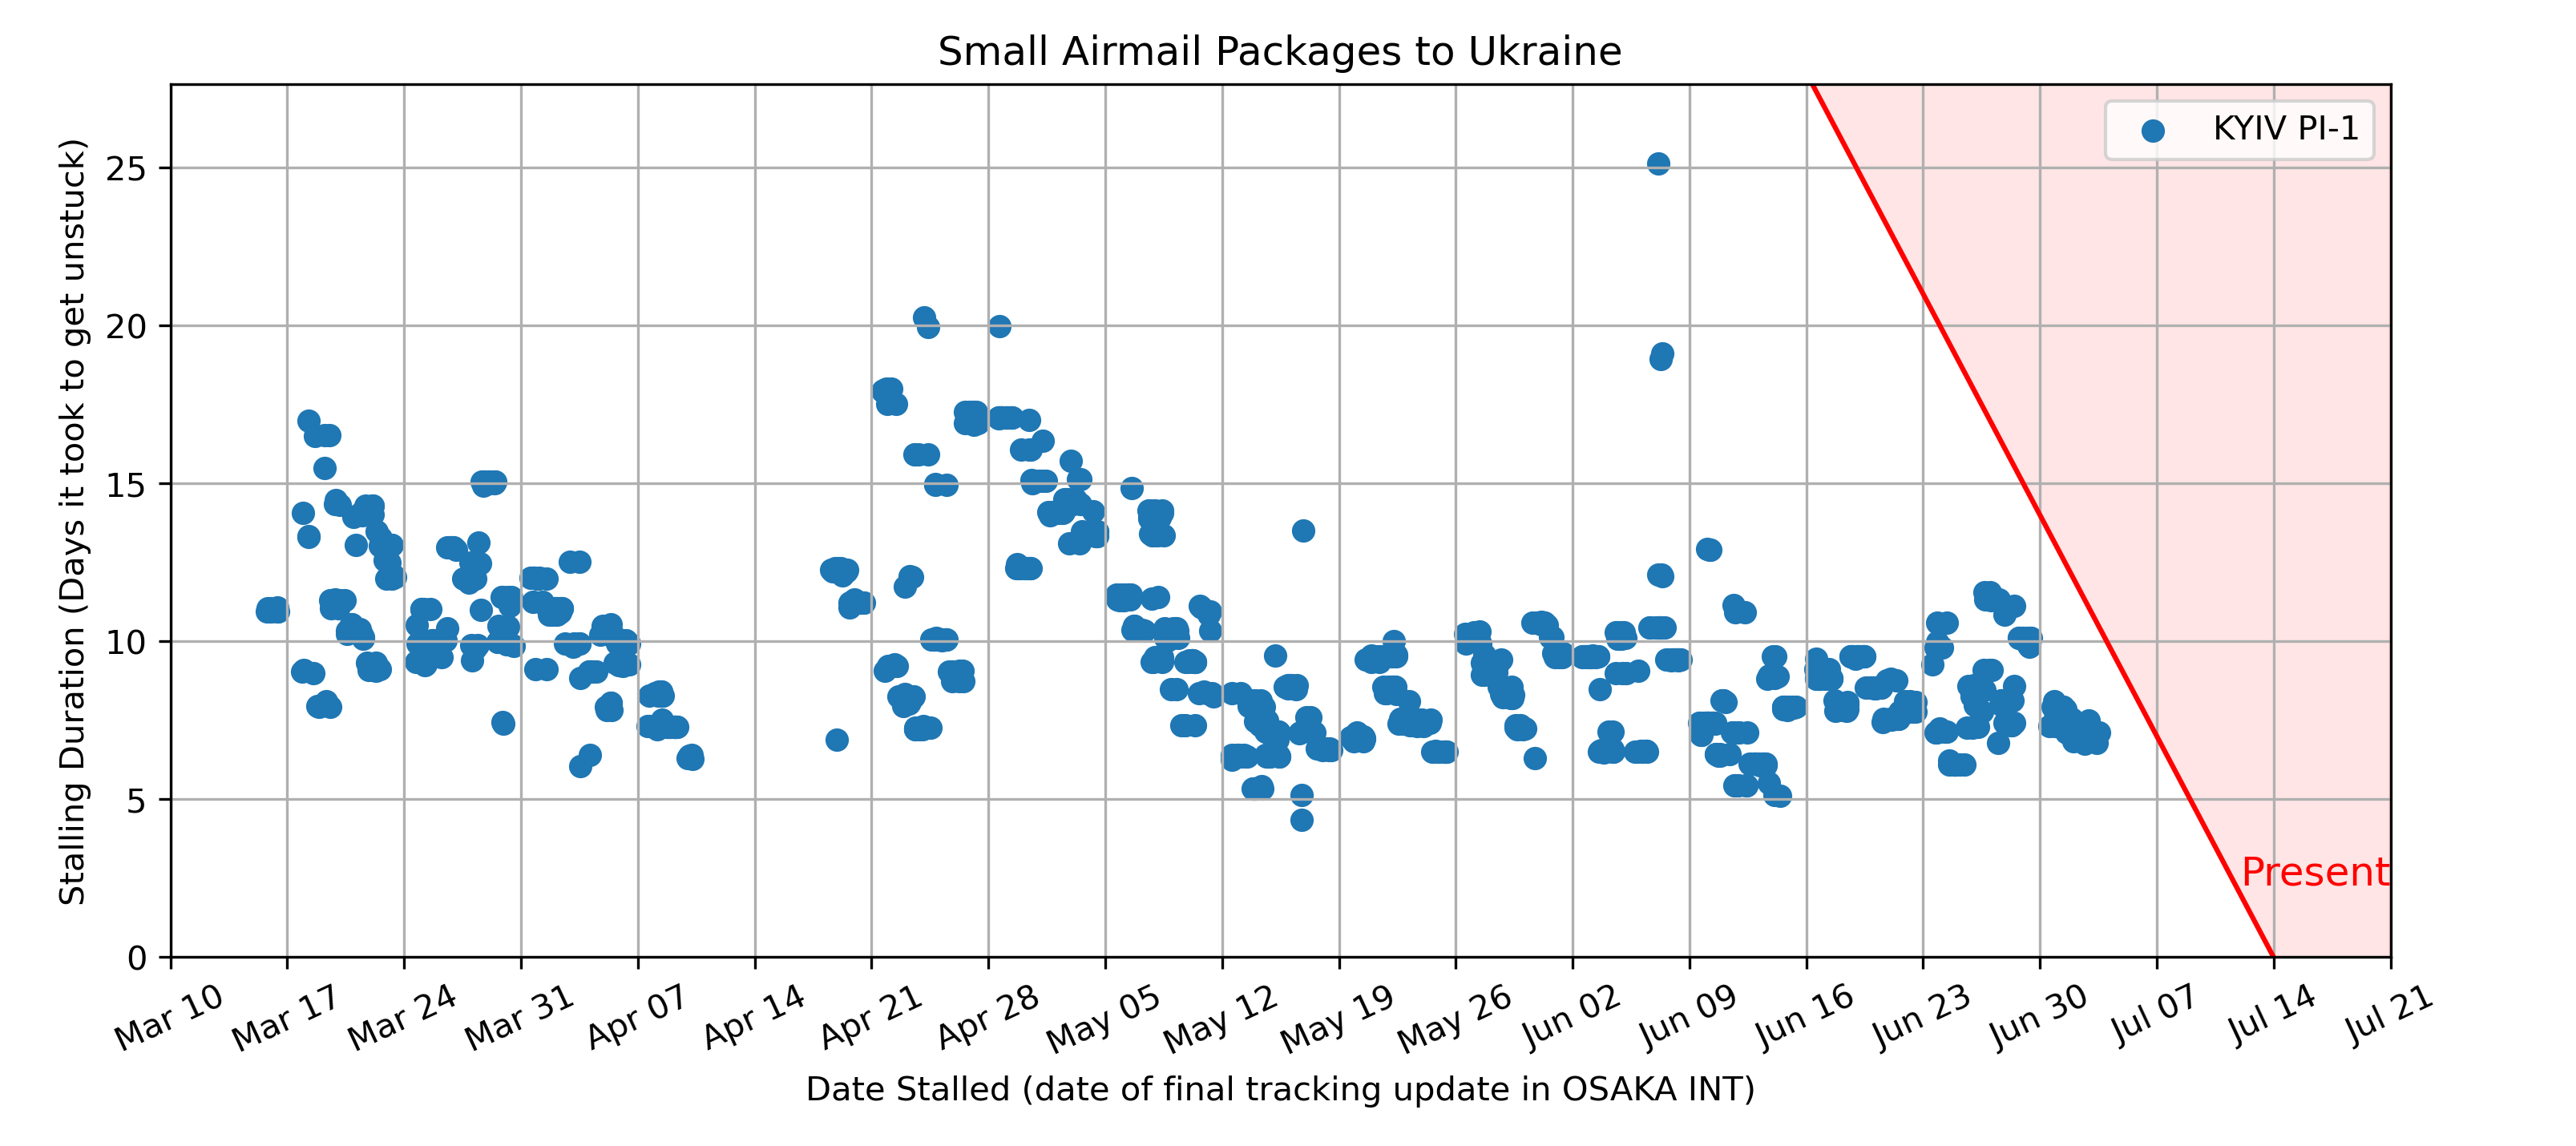 Small Airmail Packages to Ukraine
KYIV PI-1
Stalling Duration (Days it took to get unstuck)
25
20
15
10
5
0
Present
Mar 10
Mar 17
Mar 24
Mar 31
Apr 07
Apr 14
Apr 21
Apr 28
May 05
May 12
May 19
May 26
Jun 02
Jun 09
Jun 16
Jun 23
Jun 30
Jul 07
Jul 14
Jul 21
Date Stalled (date of final tracking update in OSAKA INT)